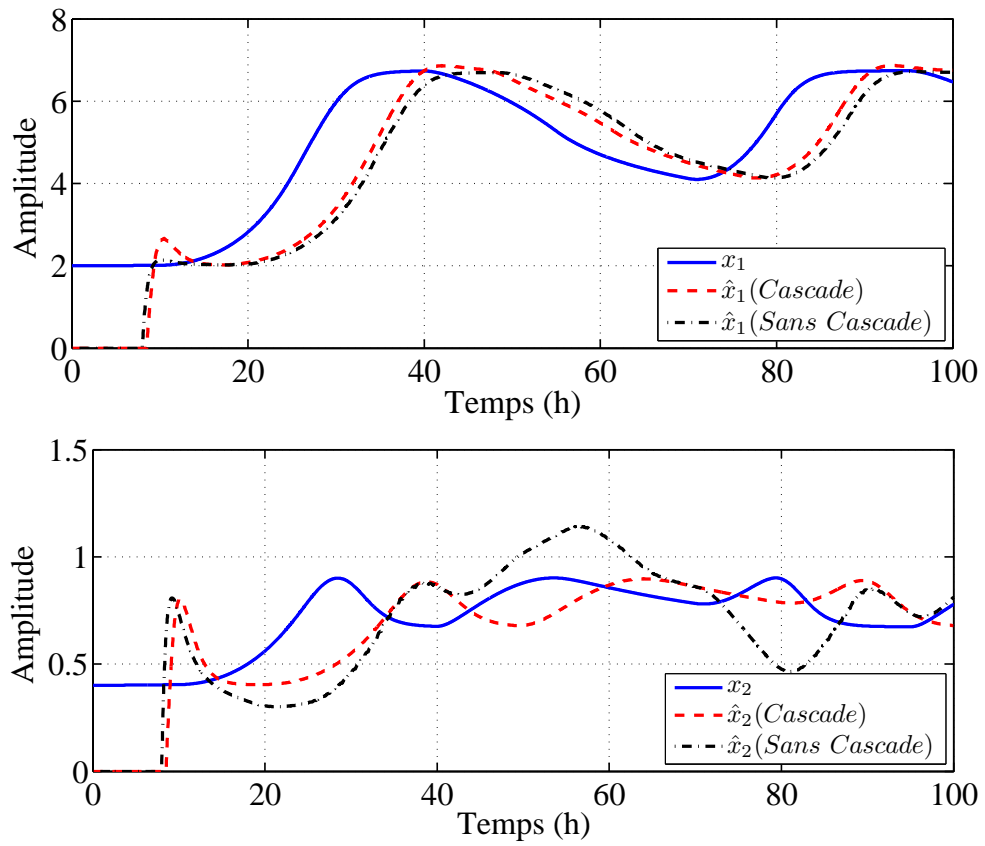 8
6
4
2
0
Amplitude
0 20 40 60 80 100
Temps (h)
x₁
x̂₁(Cascade)
x̂₁(Sans Cascade)
1.5
1
0.5
0
Amplitude
0 20 40 60 80 100
Temps (h)
x₂
x̂₂(Cascade)
x̂₂(Sans Cascade)